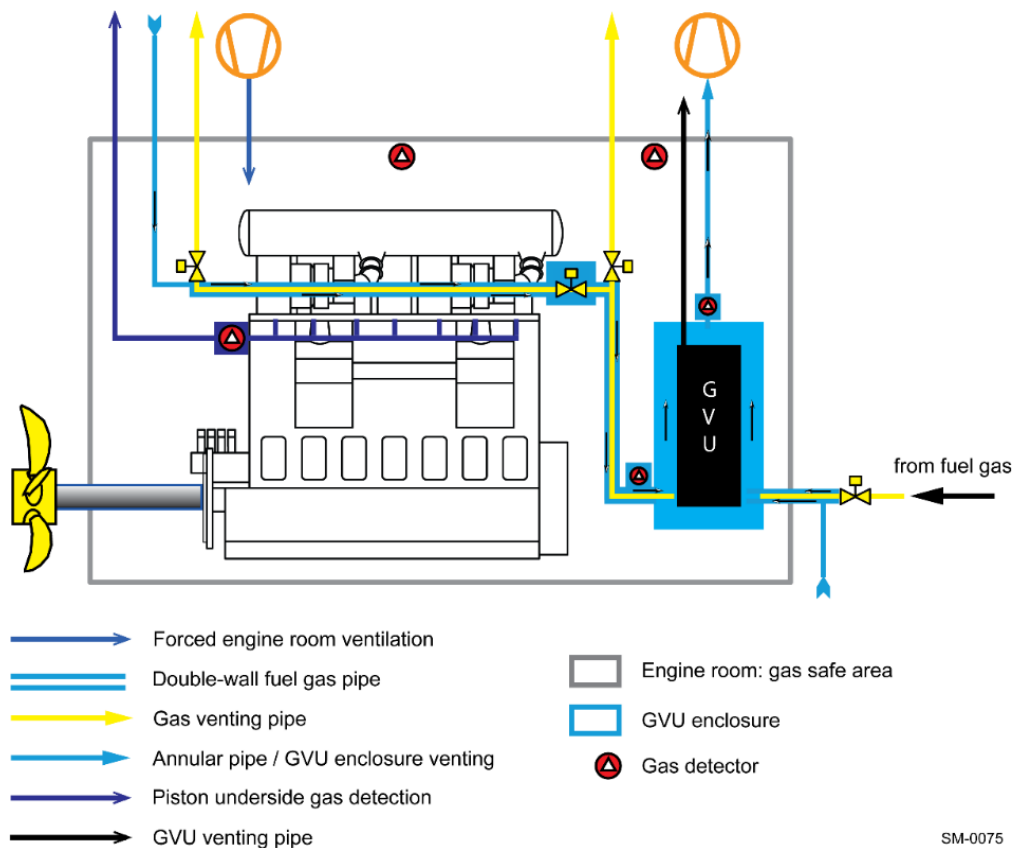 G
V
U
from fuel gas
Forced engine room ventilation
Double-wall fuel gas pipe
Gas venting pipe
Annular pipe / GVU enclosure venting
Piston underside gas detection
GVU venting pipe
Engine room: gas safe area
GVU enclosure
Gas detector
SM-0075